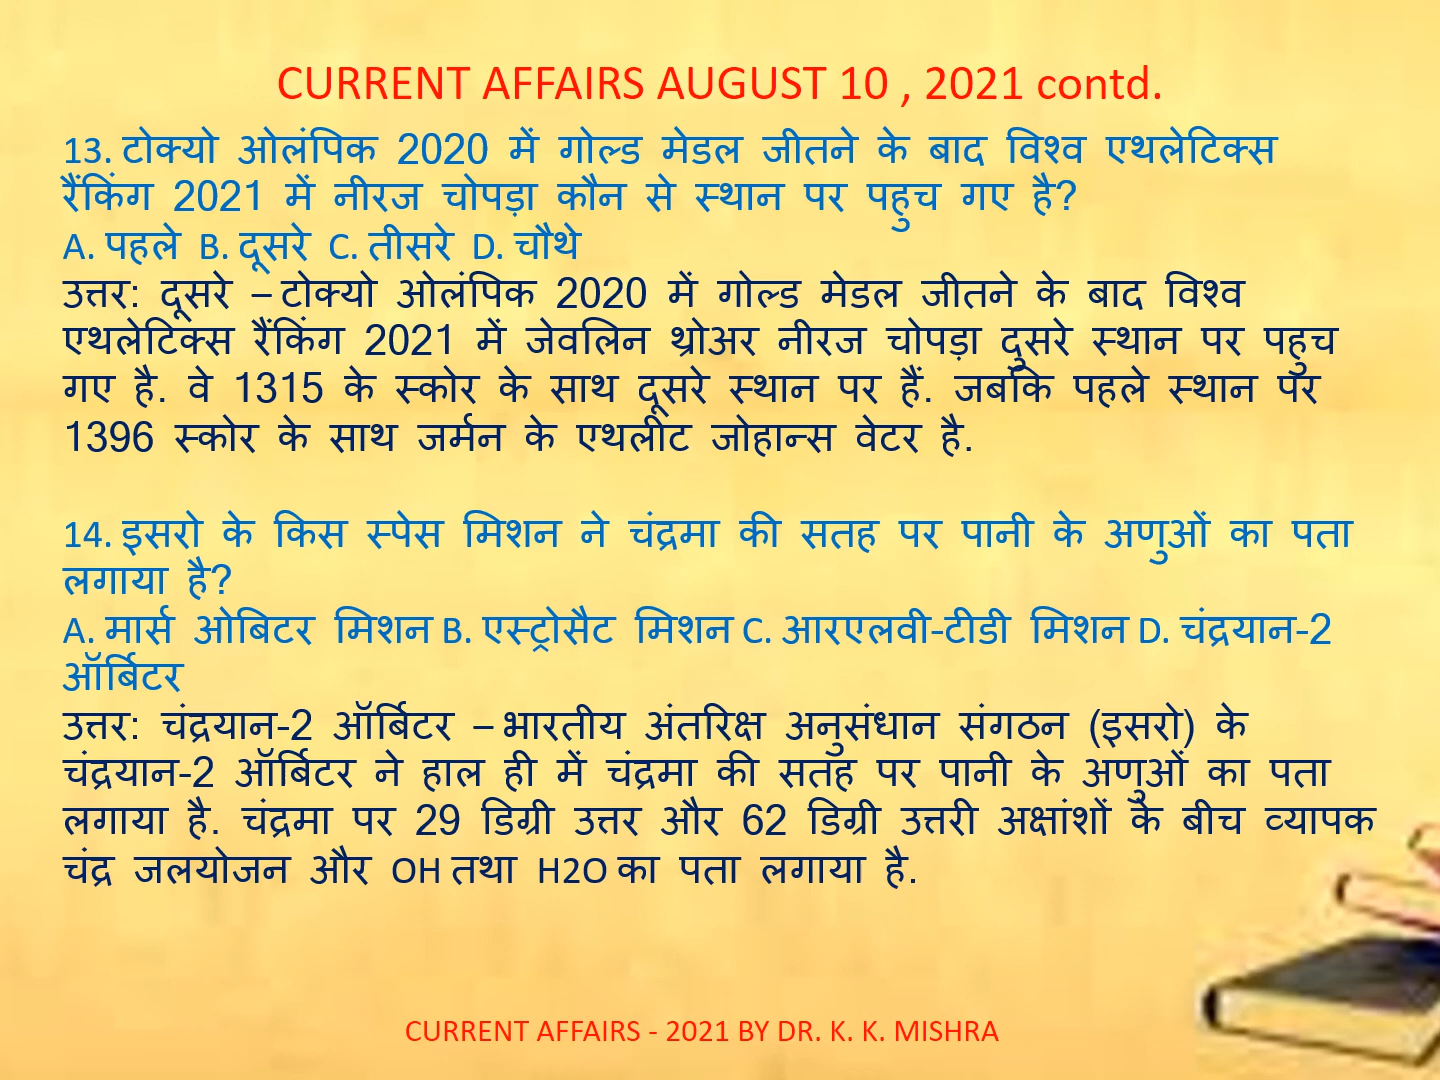 CURRENT AFFAIRS AUGUST 10 , 2021 contd.
13. टोक्यो ओलंपिक 2020 में गोल्ड मेडल जीतने के बाद विश्व एथलेटिक्स
रैंकिंग 2021 में नीरज चोपड़ा कौन से स्थान पर पहुच गए है?
A. पहले B. दूसरे C. तीसरे D. चौथे
उत्तर: दूसरे – टोक्यो ओलंपिक 2020 में गोल्ड मेडल जीतने के बाद विश्व
एथलेटिक्स रैंकिंग 2021 में जेवलिन थ्रोअर नीरज चोपड़ा दुसरे स्थान पर पहुच
गए है. वे 1315 के स्कोर के साथ दूसरे स्थान पर हैं. जबकि पहले स्थान पर
1396 स्कोर के साथ जर्मन के एथलीट जोहान्स वेटर है.
14. इसरो के किस स्पेस मिशन ने चंद्रमा की सतह पर पानी के अणुओं का पता
लगाया है?
A. मार्स ओबिटर मिशन B. एस्ट्रोसैट मिशन C. आरएलवी-टीडी मिशन D. चंद्रयान-2
ऑर्बिटर
उत्तर: चंद्रयान-2 ऑर्बिटर – भारतीय अंतरिक्ष अनुसंधान संगठन (इसरो) के
चंद्रयान-2 ऑर्बिटर ने हाल ही में चंद्रमा की सतह पर पानी के अणुओं का पता
लगाया है. चंद्रमा पर 29 डिग्री उत्तर और 62 डिग्री उत्तरी अक्षांशों के बीच व्यापक
चंद्र जलयोजन और OH तथा H2O का पता लगाया है.
CURRENT AFFAIRS - 2021 BY DR. K. K. MISHRA